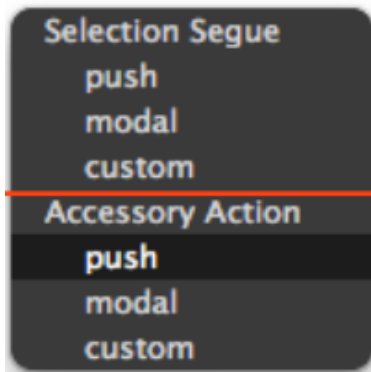 Selection Segue
push
modal
custom
Accessory Action
push
modal
custom